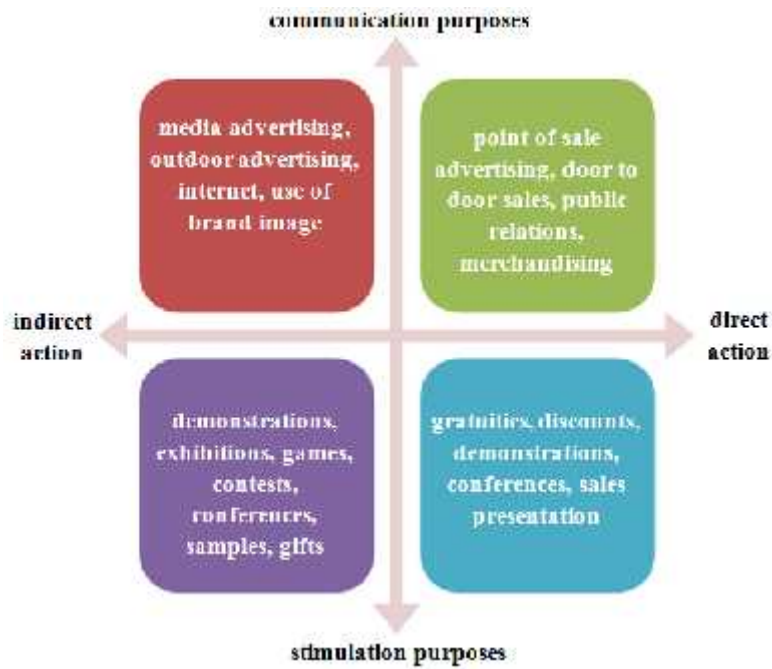 communication purposes
media advertising,
outdoor advertising,
internet, use of
brand image
point of sale
advertising, door to
door sales, public
relations,
merchandising
indirect
action
direct
action
demonstrations,
exhibitions, games,
contests,
conferences,
samples, gifts
gratuities, discounts,
demonstrations,
conferences, sales
presentation
stimulation purposes